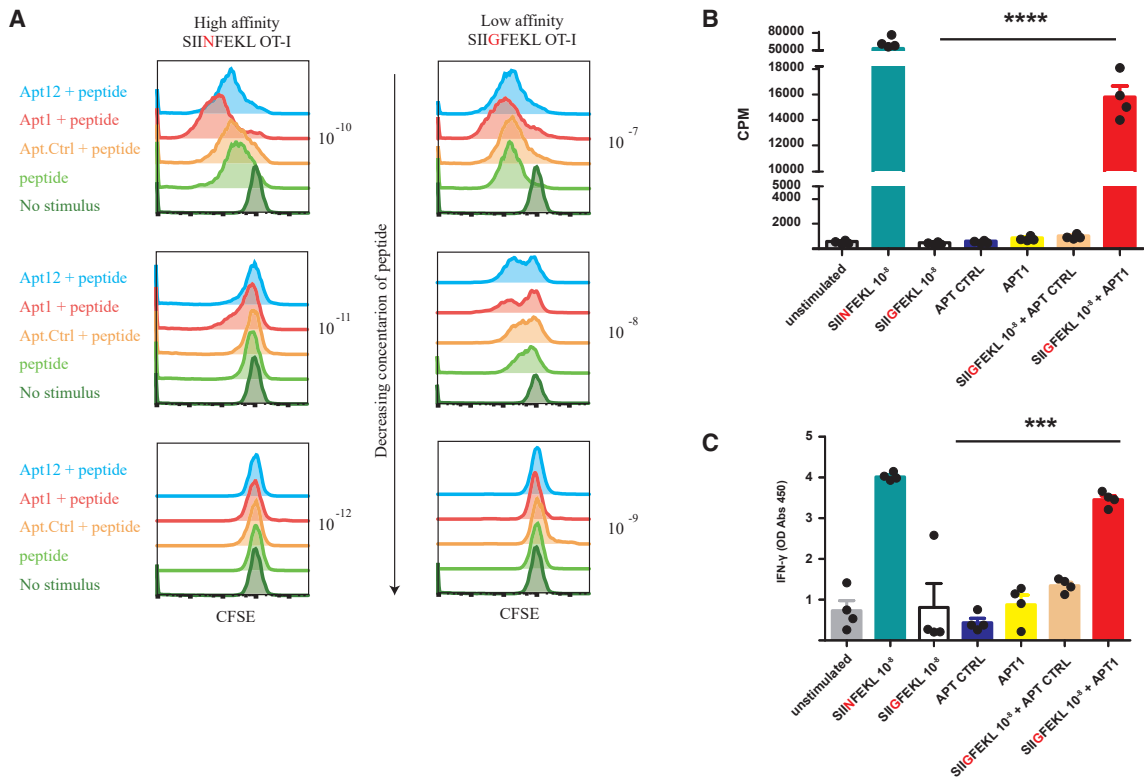 A
High affinity
SIINFEKL OT-I
Low affinity
SIIGFEKL OT-I
Apt12 + peptide
Apt1 + peptide
Apt.Ctrl + peptide
peptide
No stimulus
10⁻¹⁰
10⁻⁷
Apt12 + peptide
Apt1 + peptide
Apt.Ctrl + peptide
peptide
No stimulus
10⁻¹¹
10⁻⁸
Apt12 + peptide
Apt1 + peptide
Apt.Ctrl + peptide
peptide
No stimulus
10⁻¹²
10⁻⁹
Decreasing concentarion of peptide
CFSE
CFSE
B
****
CPM
80000
50000
18000
16000
14000
12000
10000
5000
4000
2000
unstimulated
SIINFEKL 10⁻⁸
SIIGFEKL 10⁻⁸
APT CTRL
APT1
SIIGFEKL 10⁻⁸ + APT CTRL
SIIGFEKL 10⁻⁸ + APT1
C
***
IFN-γ (OD Abs 450)
5
4
3
2
1
unstimulated
SIINFEKL 10⁻⁸
SIIGFEKL 10⁻⁸
APT CTRL
APT1
SIIGFEKL 10⁻⁸ + APT CTRL
SIIGFEKL 10⁻⁸ + APT1